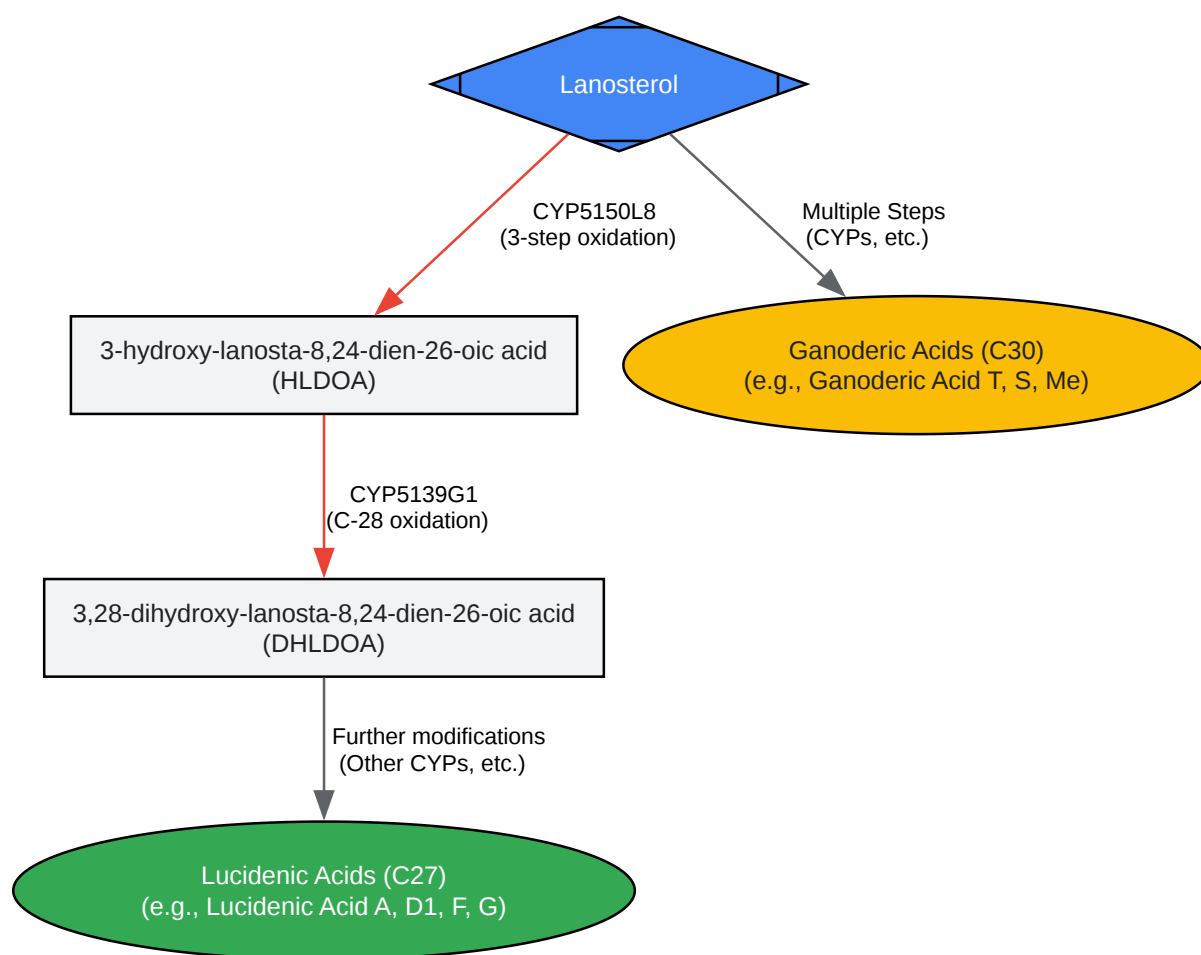 Lanosterol
CYP5150L8
(3-step oxidation)
Multiple Steps
(CYPs, etc.)
3-hydroxy-lanosta-8,24-dien-26-oic acid
(HLDOA)
Ganoderic Acids (C30)
(e.g., Ganoderic Acid T, S, Me)
CYP5139G1
(C-28 oxidation)
3,28-dihydroxy-lanosta-8,24-dien-26-oic acid
(DHLDOA)
Further modifications
(Other CYPs, etc.)
Lucidenic Acids (C27)
(e.g., Lucidenic Acid A, D1, F, G)